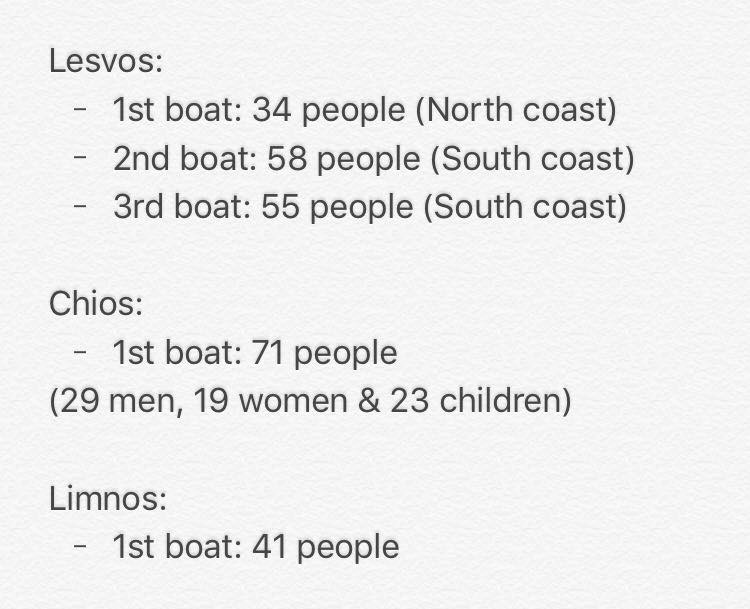 Lesvos:
- 1st boat: 34 people (North coast)
- 2nd boat: 58 people (South coast)
- 3rd boat: 55 people (South coast)
Chios:
- 1st boat: 71 people
(29 men, 19 women & 23 children)
Limnos:
- 1st boat: 41 people